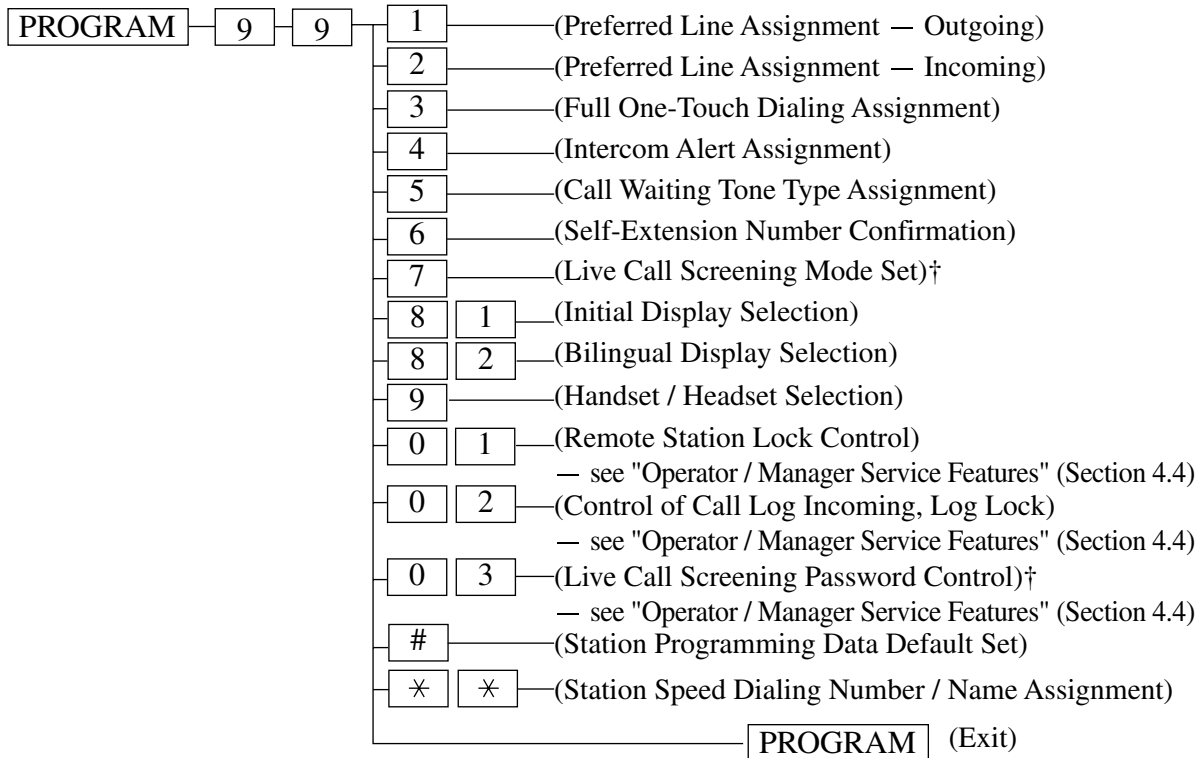 PROGRAM 9 9 1 (Preferred Line Assignment — Outgoing)
2 (Preferred Line Assignment — Incoming)
3 (Full One-Touch Dialing Assignment)
4 (Intercom Alert Assignment)
5 (Call Waiting Tone Type Assignment)
6 (Self-Extension Number Confirmation)
7 (Live Call Screening Mode Set)†
8 1 (Initial Display Selection)
8 2 (Bilingual Display Selection)
9 (Handset / Headset Selection)
0 1 (Remote Station Lock Control)
— see "Operator / Manager Service Features" (Section 4.4)
0 2 (Control of Call Log Incoming, Log Lock)
— see "Operator / Manager Service Features" (Section 4.4)
0 3 (Live Call Screening Password Control)†
— see "Operator / Manager Service Features" (Section 4.4)
# (Station Programming Data Default Set)
* * (Station Speed Dialing Number / Name Assignment)
PROGRAM (Exit)